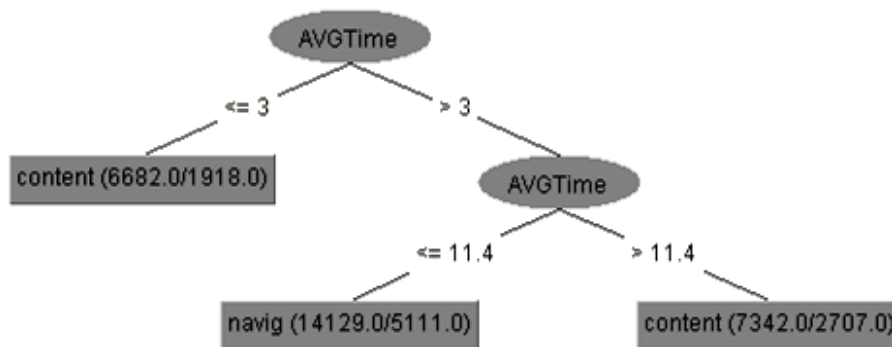 AVGTime
<= 3
> 3
content (6682.0/1918.0)
AVGTime
<= 11.4
> 11.4
navig (14129.0/5111.0)
content (7342.0/2707.0)